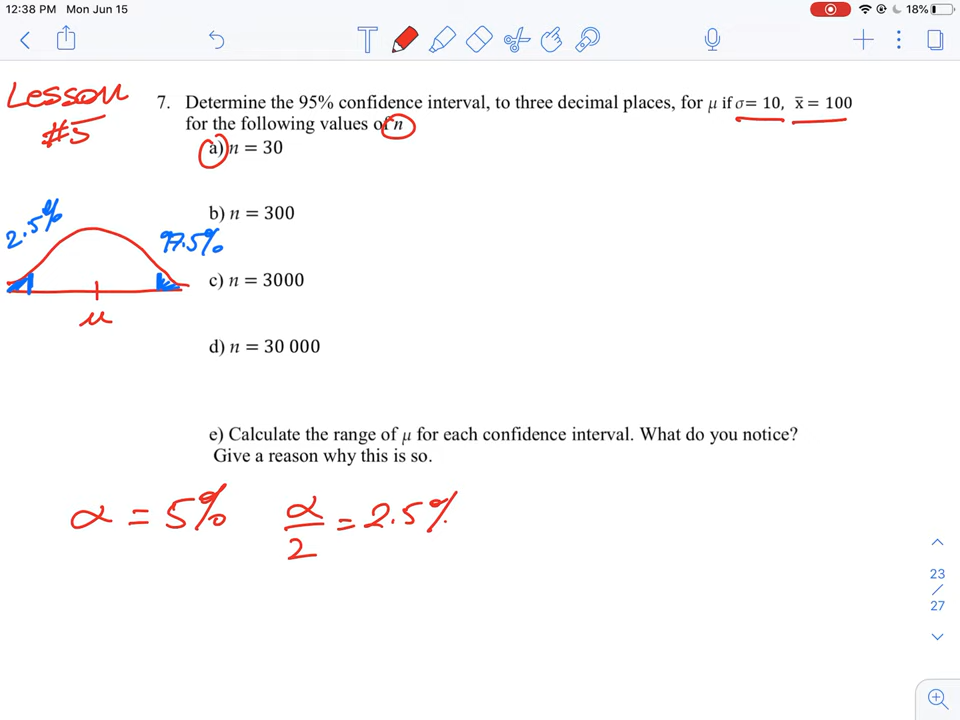 12:38 PM Mon Jun 15
18%
Lesson
#5
7. Determine the 95% confidence interval, to three decimal places, for μ if σ= 10, x̄ = 100
for the following values of n
a) n = 30
b) n = 300
2.5%
97.5%
c) n = 3000
μ
d) n = 30 000
e) Calculate the range of μ for each confidence interval. What do you notice?
Give a reason why this is so.
α = 5%
α/2 = 2.5%
23
/
27